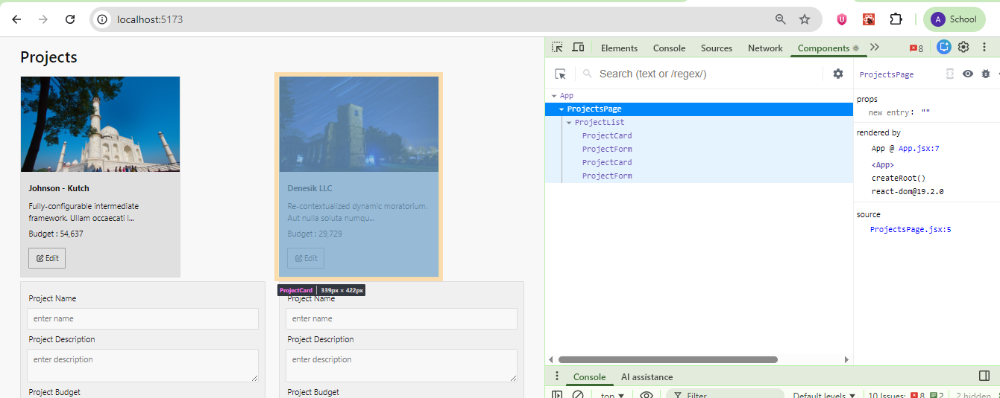 localhost:5173
A School
Elements Console Sources Network Components 8
Search (text or /regex/)
ProjectsPage
App
ProjectsPage
ProjectList
ProjectCard
ProjectForm
ProjectCard
ProjectForm
props
new entry: ""
rendered by
App @ App.jsx:7
<App>
createRoot()
react-dom@19.2.0
source
ProjectsPage.jsx:5
Projects
Johnson - Kutch
Fully-configurable intermediate
framework. Ullam occaecati l...
Budget : 54,637
Edit
Denesik LLC
Re-contextualized dynamic moratorium.
Aut nulla soluta numqu...
Budget : 29,729
Edit
ProjectCard 339px × 422px
Project Name
enter name
Project Description
enter description
Project Budget
Project Name
enter name
Project Description
enter description
Project Budget
Console AI assistance
top Filter Default levels 10 Issues: 8 2 2 hidden